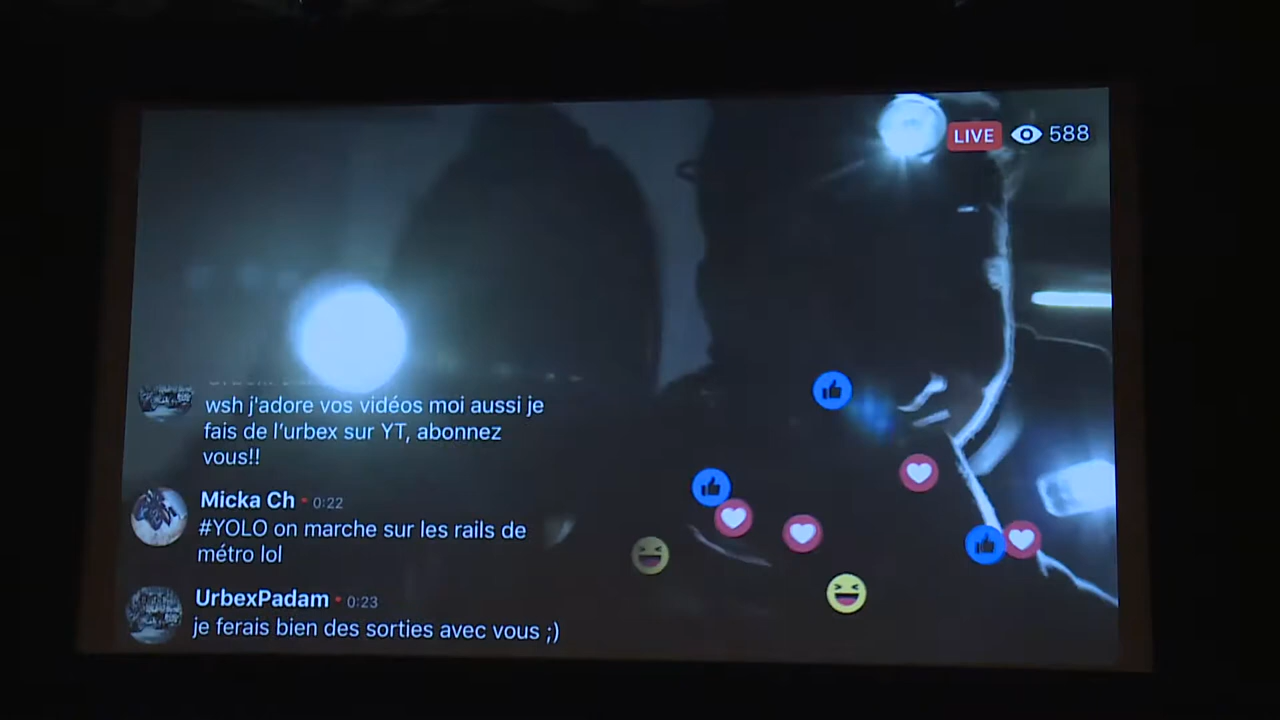 LIVE 588
wsh j'adore vos vidéos moi aussi je
fais de l'urbex sur YT, abonnez
vous!!
Micka Ch • 0:22
#YOLO on marche sur les rails de
métro lol
UrbexPadam • 0:23
je ferais bien des sorties avec vous ;)